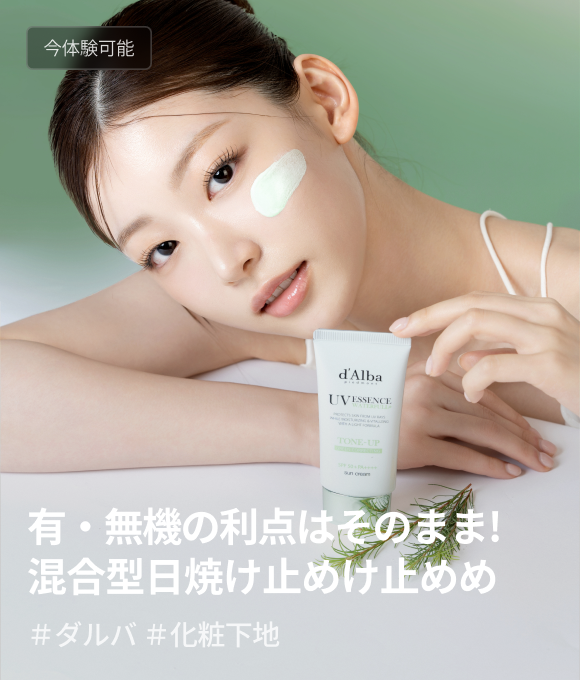 今体験可能
d'Alba
PIEDMONT
UV ESSENCE
TONE-UP
SUN CREAM
有・無機の利点はそのまま!
混合型日焼け止めけ止めめ
#ダルバ #化粧下地